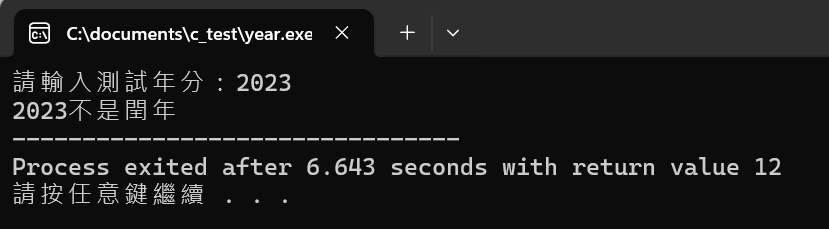 C:\documents\c_test\year.exe
請輸入測試年分：2023
2023不是閏年
--------------------------------
Process exited after 6.643 seconds with return value 12
請按任意鍵繼續 . . .